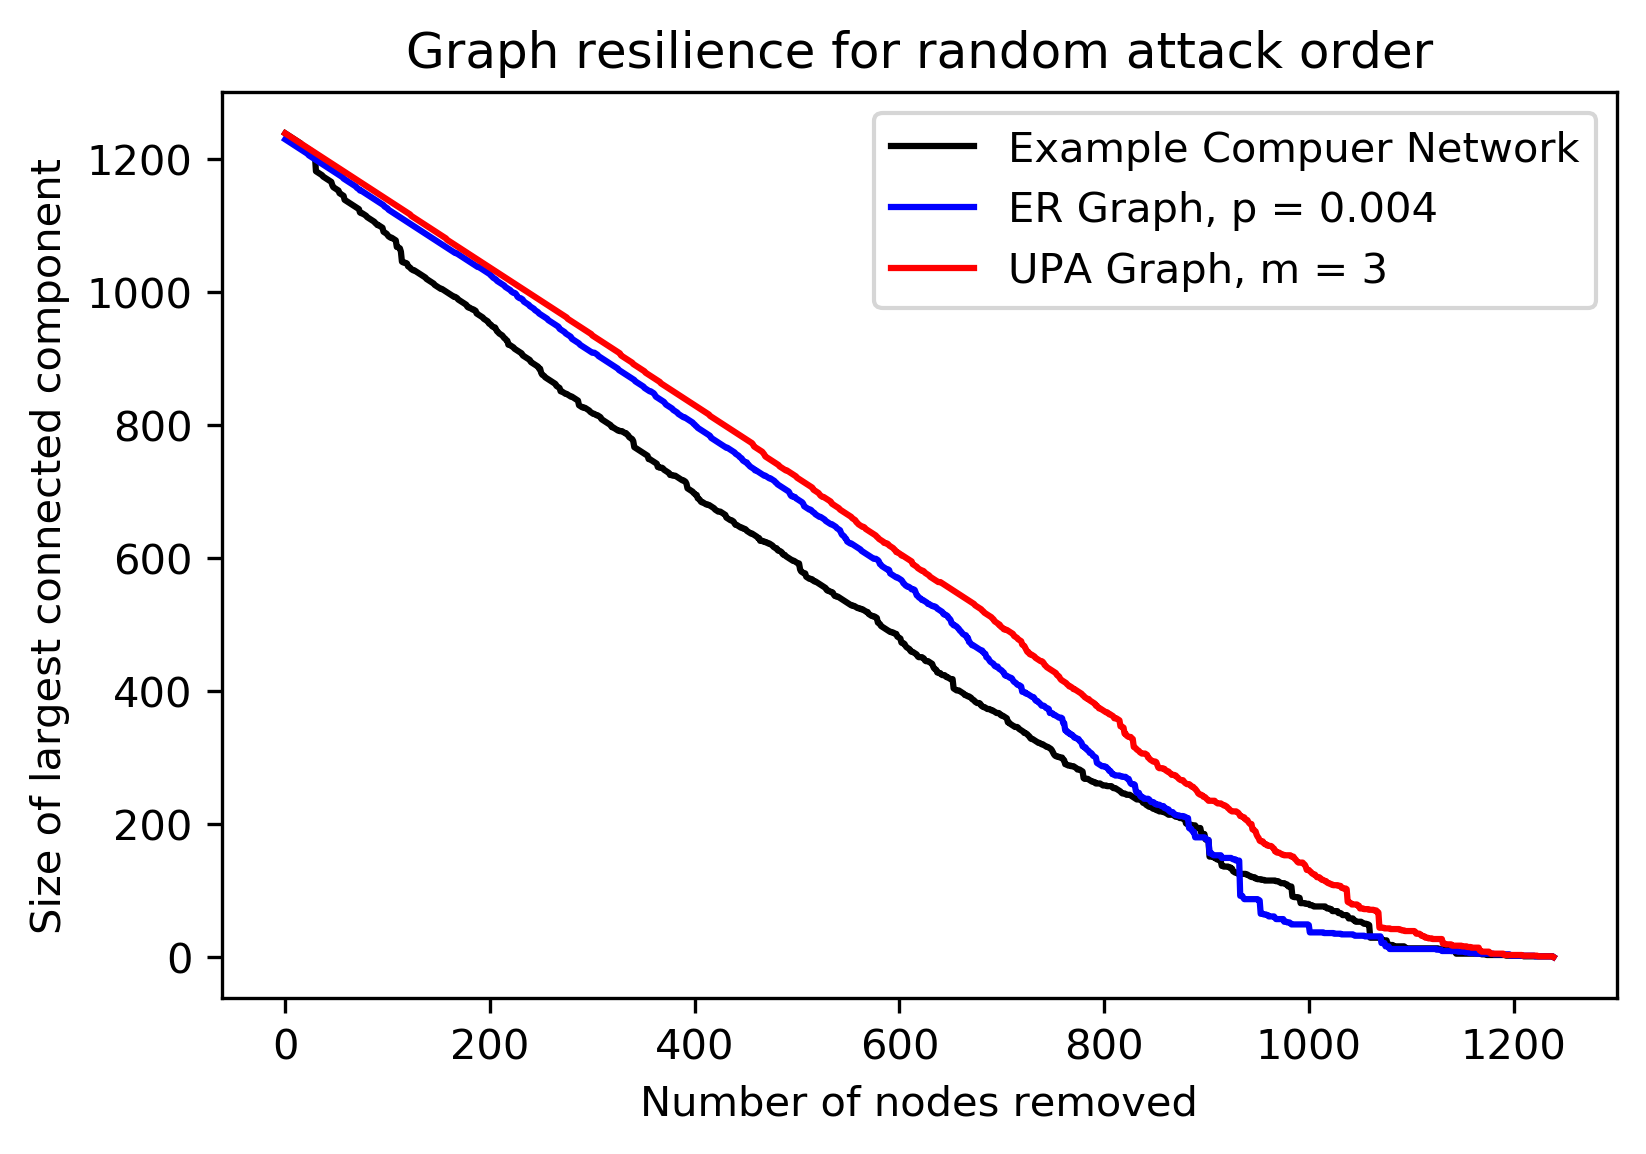 Graph resilience for random attack order
Example Compuer Network
ER Graph, p = 0.004
UPA Graph, m = 3
Size of largest connected component
1200
1000
800
600
400
200
0
0 200 400 600 800 1000 1200
Number of nodes removed